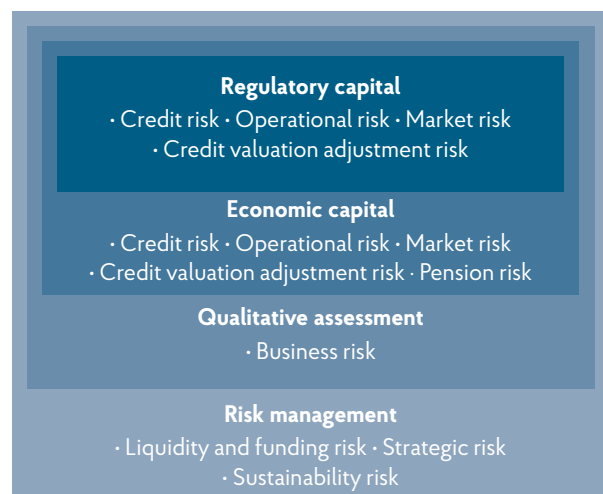 Regulatory capital
· Credit risk · Operational risk · Market risk
· Credit valuation adjustment risk
Economic capital
· Credit risk · Operational risk · Market risk
· Credit valuation adjustment risk · Pension risk
Qualitative assessment
· Business risk
Risk management
· Liquidity and funding risk · Strategic risk
· Sustainability risk